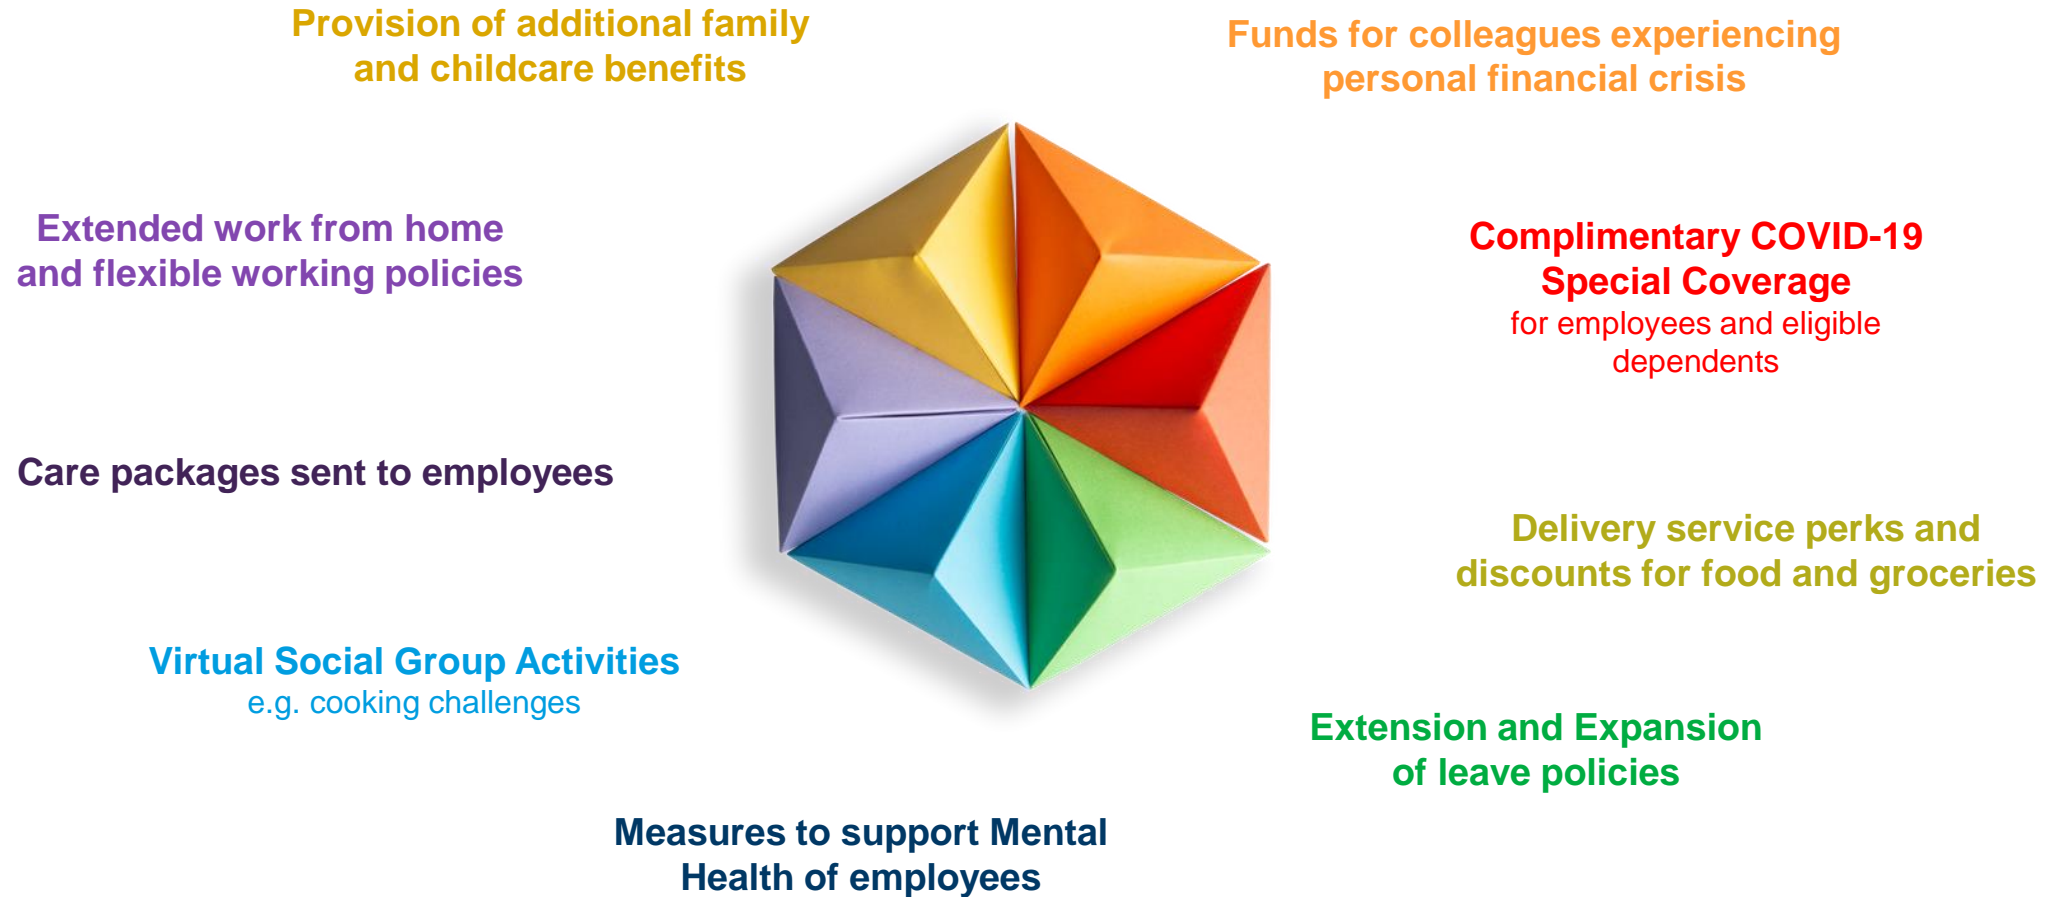 Provision of additional family
and childcare benefits
Funds for colleagues experiencing
personal financial crisis
Extended work from home
and flexible working policies
Complimentary COVID-19
Special Coverage
for employees and eligible
dependents
Care packages sent to employees
Delivery service perks and
discounts for food and groceries
Virtual Social Group Activities
e.g. cooking challenges
Extension and Expansion
of leave policies
Measures to support Mental
Health of employees